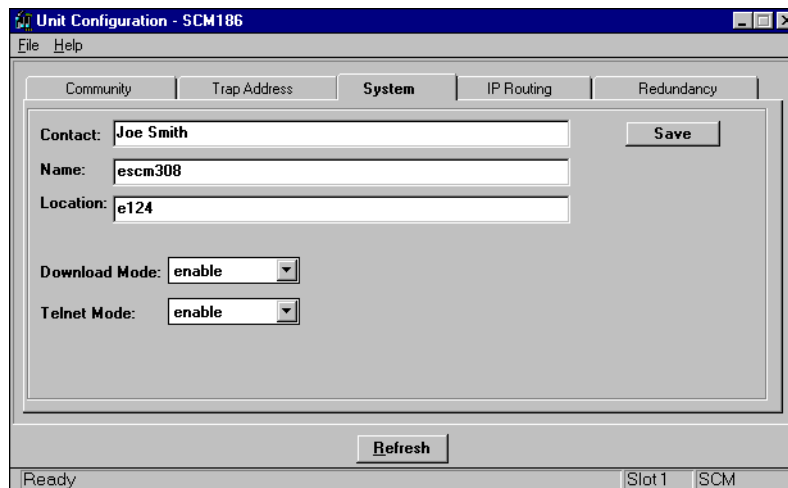 Unit Configuration - SCM186
File Help
Community Trap Address System IP Routing Redundancy
Contact: Joe Smith Save
Name: escm308
Location: e124
Download Mode: enable
Telnet Mode: enable
Refresh
Ready Slot 1 SCM